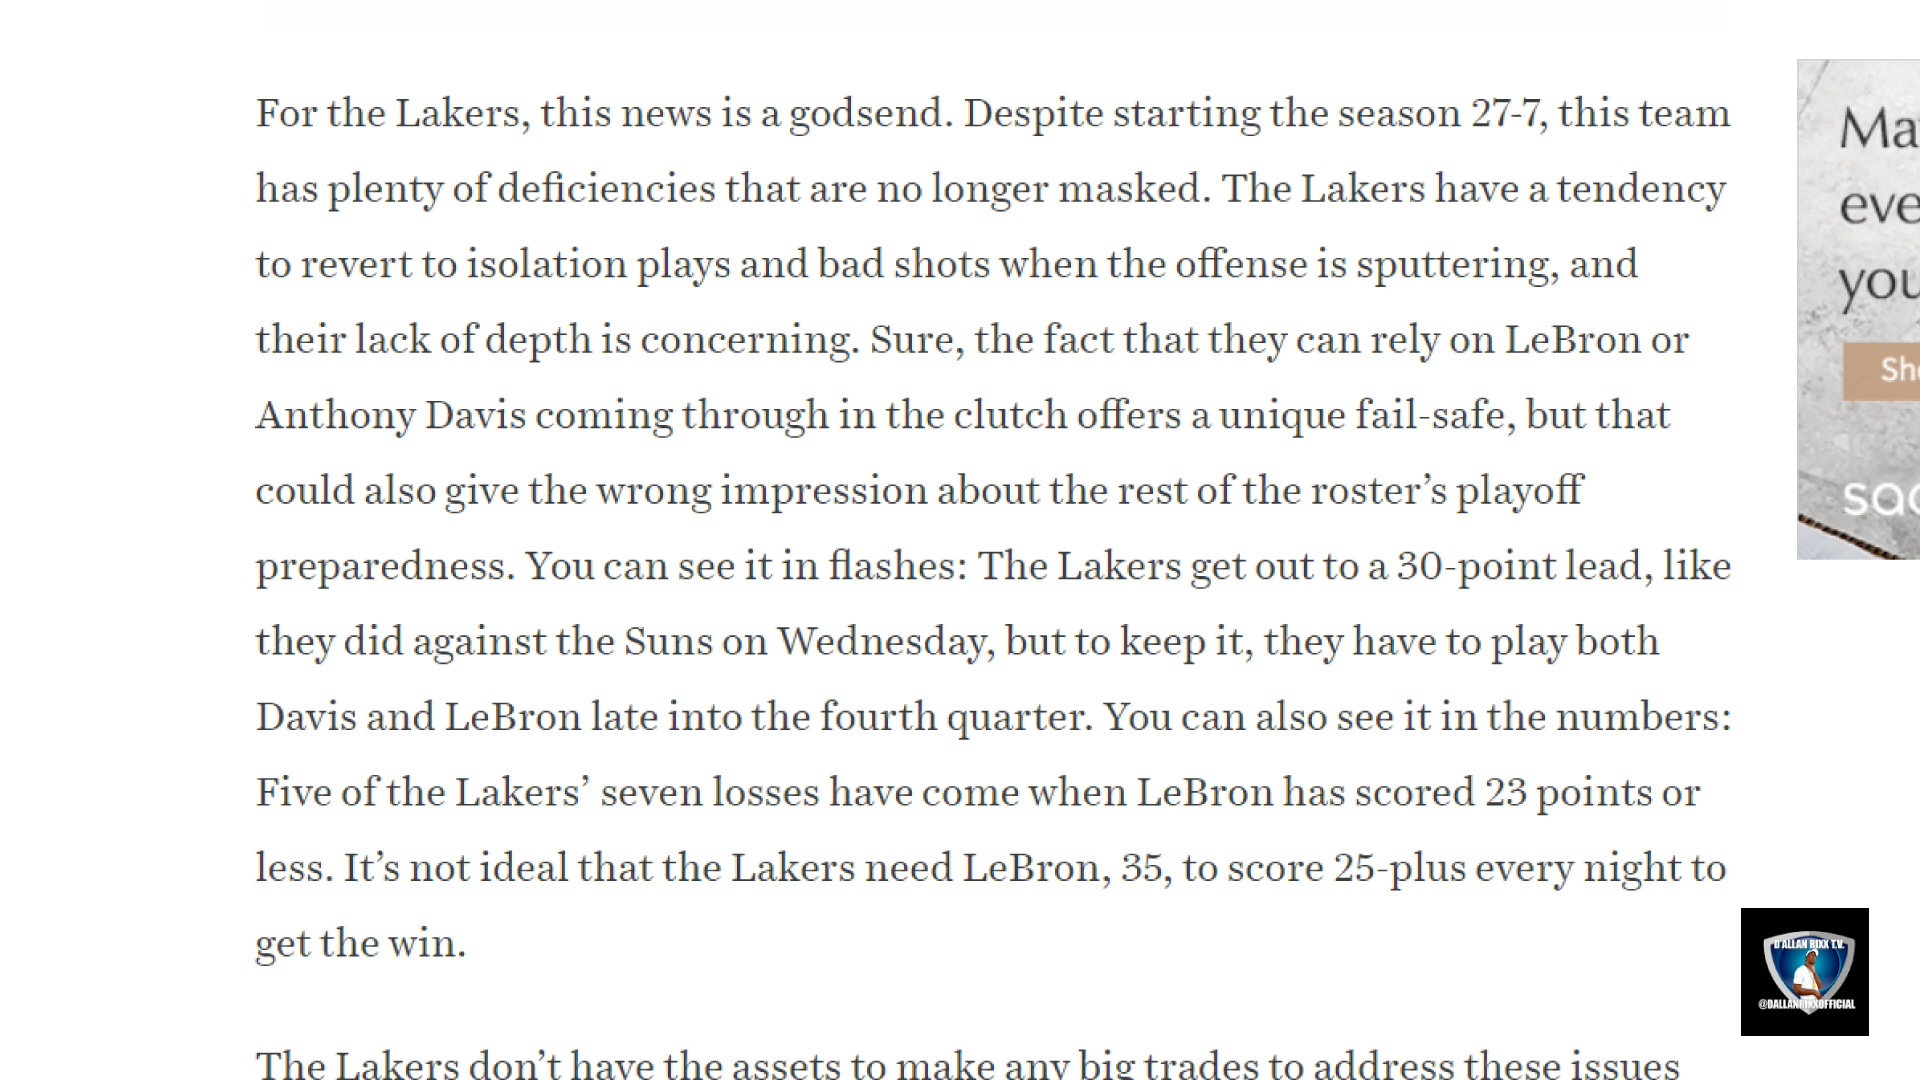 For the Lakers, this news is a godsend. Despite starting the season 27-7, this team
has plenty of deficiencies that are no longer masked. The Lakers have a tendency
to revert to isolation plays and bad shots when the offense is sputtering, and
their lack of depth is concerning. Sure, the fact that they can rely on LeBron or
Anthony Davis coming through in the clutch offers a unique fail-safe, but that
could also give the wrong impression about the rest of the roster’s playoff
preparedness. You can see it in flashes: The Lakers get out to a 30-point lead, like
they did against the Suns on Wednesday, but to keep it, they have to play both
Davis and LeBron late into the fourth quarter. You can also see it in the numbers:
Five of the Lakers’ seven losses have come when LeBron has scored 23 points or
less. It’s not ideal that the Lakers need LeBron, 35, to score 25-plus every night to
get the win.
The Lakers don’t have the assets to make any big trades to address these issues
D'ALLAN RIXX T.V.
@DALLANRIXXOFFICIAL